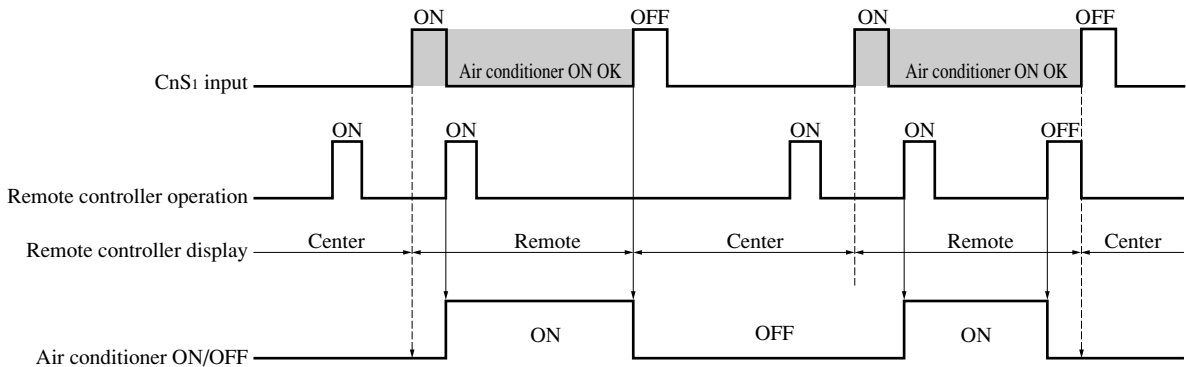 ON OFF ON OFF
CnS1 input
Air conditioner ON OK Air conditioner ON OK
ON ON ON ON OFF
Remote controller operation
Remote controller display Center Remote Center Remote Center
ON OFF ON
Air conditioner ON/OFF